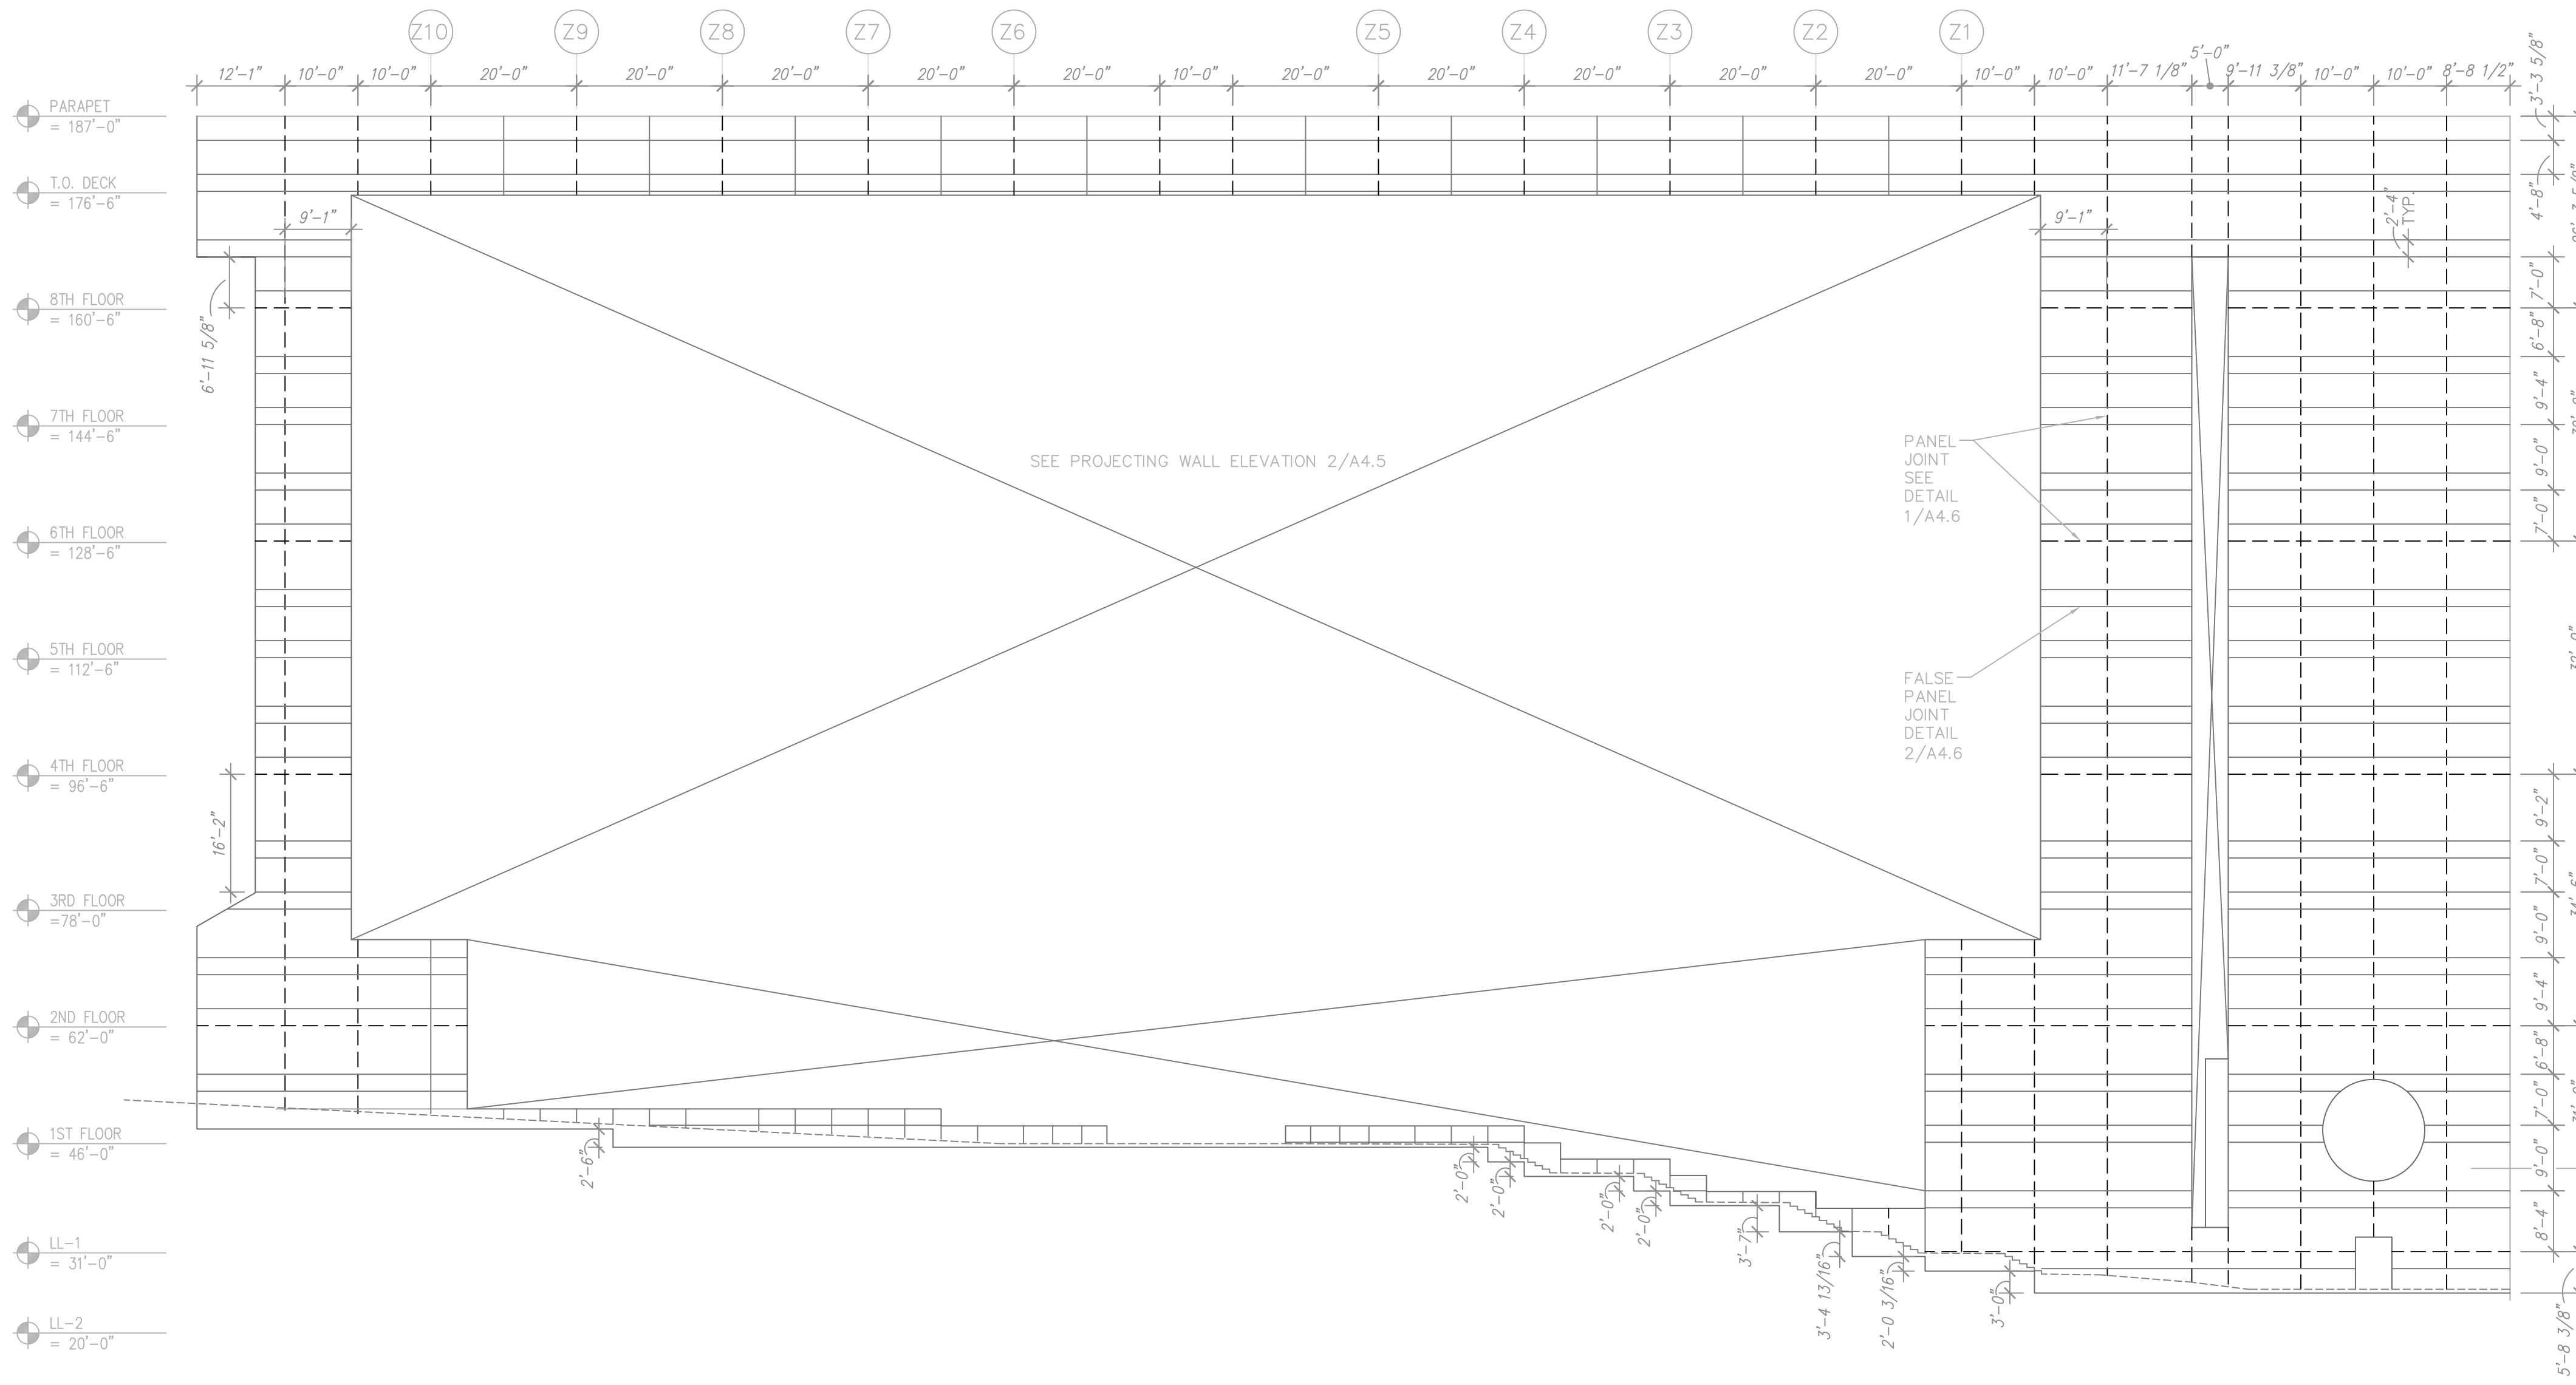 Z10 Z9 Z8 Z7 Z6 Z5 Z4 Z3 Z2 Z1
5'-0"
12'-1" 10'-0" 10'-0" 20'-0" 20'-0" 20'-0" 20'-0" 20'-0" 10'-0" 20'-0" 20'-0" 20'-0" 20'-0" 20'-0" 10'-0" 10'-0" 11'-7 1/8" 9'-11 3/8" 10'-0" 10'-0" 8'-8 1/2"
3'-3 5/8"
PARAPET
= 187'-0"
T.O. DECK
= 176'-6"
4'-8"
2'-4"
TYP.
9'-1"
9'-1"
8TH FLOOR
= 160'-6"
7'-0"
6'-11 5/8"
6'-8"
9'-4"
7TH FLOOR
= 144'-6"
SEE PROJECTING WALL ELEVATION 2/A4.5
PANEL
JOINT
SEE
DETAIL
1/A4.6
9'-0"
7'-0"
6TH FLOOR
= 128'-6"
5TH FLOOR
= 112'-6"
FALSE
PANEL
JOINT
DETAIL
2/A4.6
4TH FLOOR
= 96'-6"
16'-2"
9'-2"
7'-0"
3RD FLOOR
=78'-0"
9'-0"
9'-4"
2ND FLOOR
= 62'-0"
6'-8"
7'-0"
1ST FLOOR
= 46'-0"
2'-6"
2'-0"
2'-0"
2'-0"
2'-0"
3'-7"
3'-4 13/16"
2'-0 3/16"
3'-0"
9'-0"
8'-4"
LL-1
= 31'-0"
5'-8 3/8"
LL-2
= 20'-0"